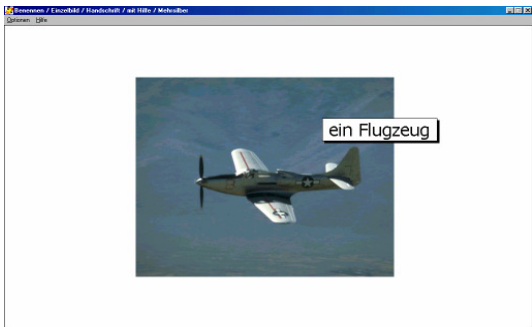 Benennen / Einzelbild / Handschrift / mit Hilfe / Mehrsilber
Optionen Hilfe
ein Flugzeug